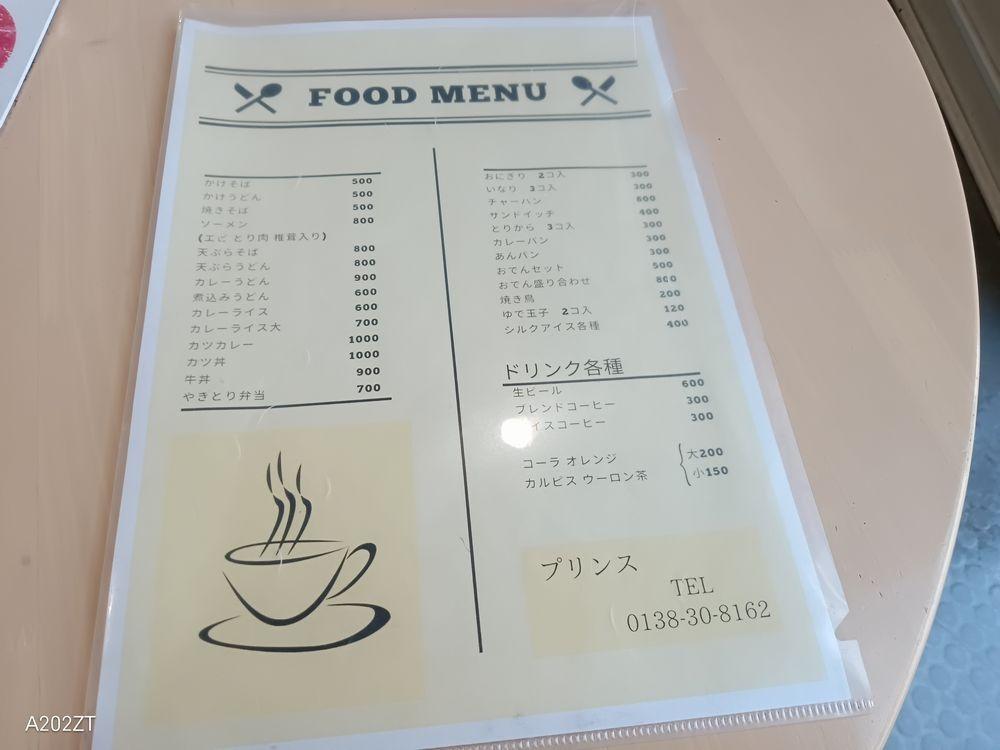 FOOD MENU
かけそば 500
かけうどん 500
焼きそば 500
ソーメン 800
(エビ とり肉 椎茸入り)
天ぷらそば 800
天ぷらうどん 800
カレーうどん 900
煮込みうどん 600
カレーライス 600
カレーライス大 700
カツカレー 1000
カツ丼 1000
牛丼 900
やきとり弁当 700
おにぎり 2コ入 300
いなり 3コ入 300
チャーハン 600
サンドイッチ 400
とりから 3コ入 300
カレーパン 300
あんパン 300
おでんセット 500
おでん盛り合わせ 800
焼き鳥 200
ゆで玉子 2コ入 120
シルクアイス各種 400
ドリンク各種
生ビール 600
ブレンドコーヒー 300
イスコーヒー 300
コーラ オレンジ 大200
カルピス ウーロン茶 小150
プリンス
TEL
0138-30-8162
A202ZT